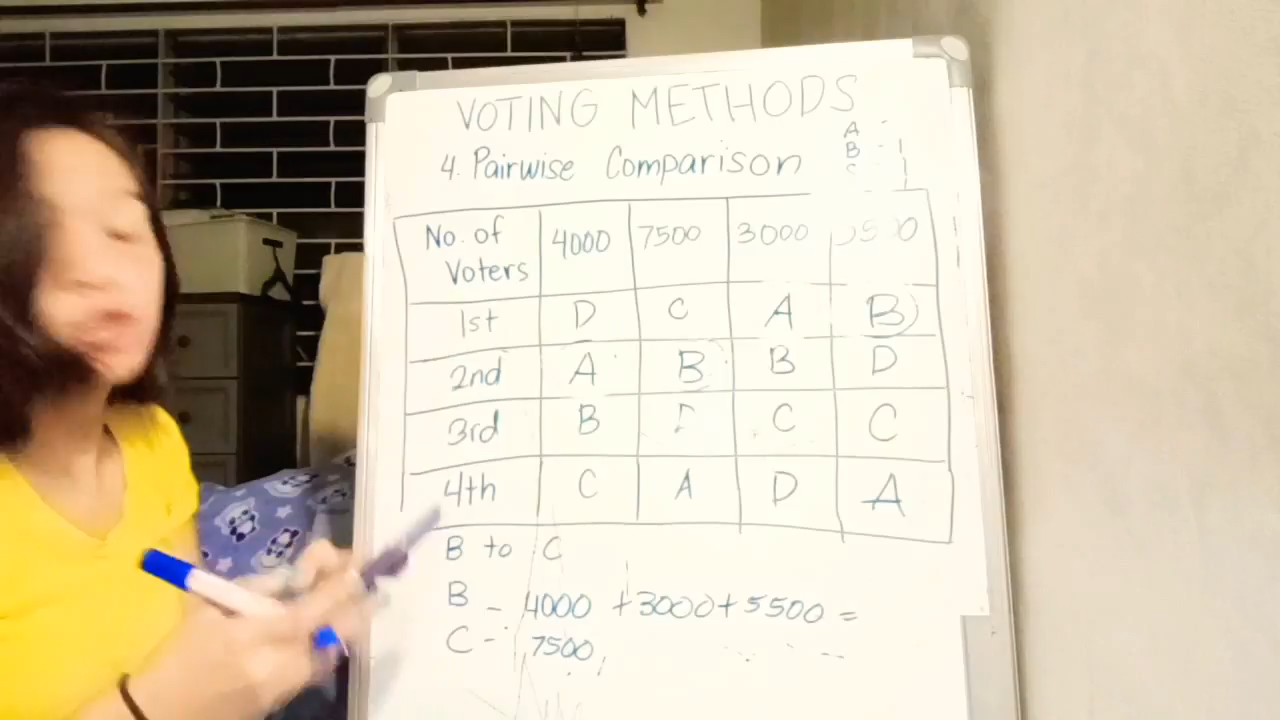 VOTING METHODS
A -
B - 1
4. Pairwise Comparison
No. of Voters 4000 7500 3000
1st D C A B
2nd A B B D
3rd B C C
4th C A D A
B to C
B - 4000 + 3000 + 5500 =
C - 7500